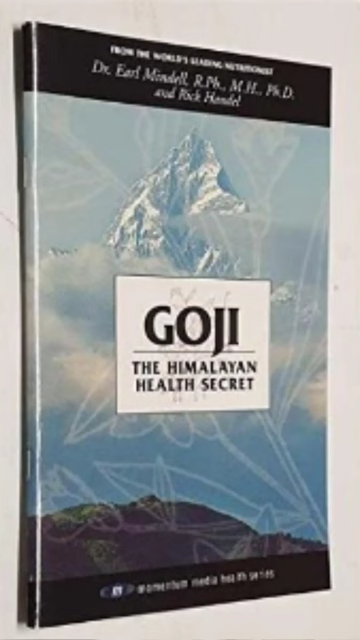 FROM THE WORLD'S LEADING NUTRITIONIST
Dr. Earl Mindell, R.Ph., M.H., Ph.D.
and Rick Handel
GOJI
THE HIMALAYAN
HEALTH SECRET
momentum media health series